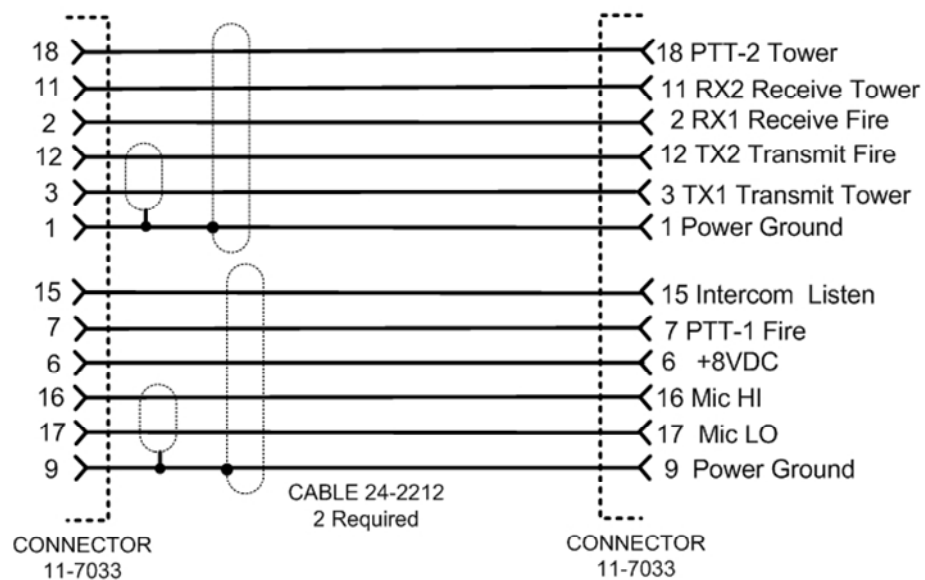 18 18 PTT-2 Tower
11 11 RX2 Receive Tower
2 2 RX1 Receive Fire
12 12 TX2 Transmit Fire
3 3 TX1 Transmit Tower
1 1 Power Ground
15 15 Intercom Listen
7 7 PTT-1 Fire
6 6 +8VDC
16 16 Mic HI
17 17 Mic LO
9 9 Power Ground
CABLE 24-2212
2 Required
CONNECTOR
11-7033
CONNECTOR
11-7033